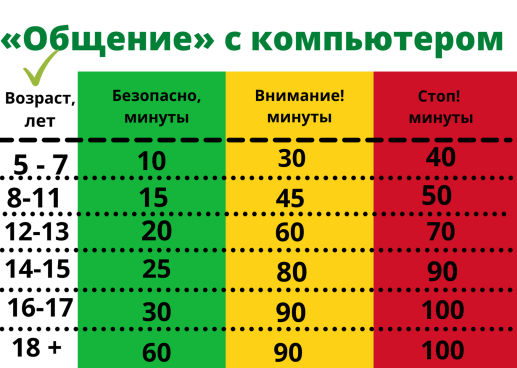 «Общение» с компьютером
Возраст, лет Безопасно, минуты Внимание! минуты Стоп! минуты
5 - 7 10 30 40
8-11 15 45 50
12-13 20 60 70
14-15 25 80 90
16-17 30 90 100
18 + 60 90 100